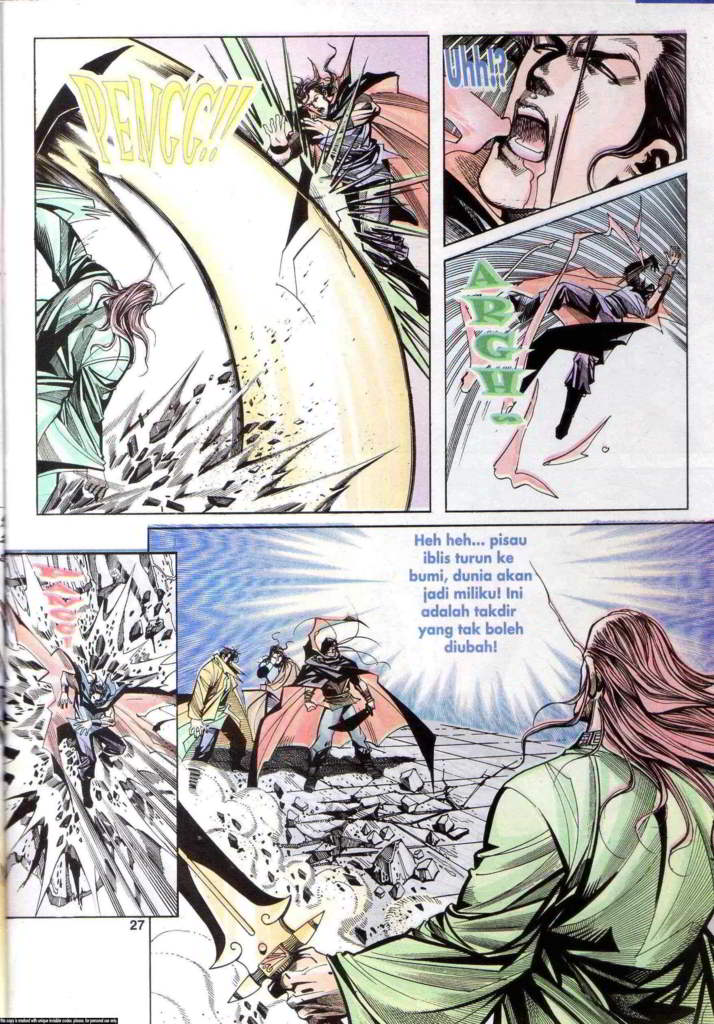 PENGG!!
Uhh!?
ARGH~
Heh heh... pisau
iblis turun ke
bumi, dunia akan
jadi miliku! Ini
adalah takdir
yang tak boleh
diubah!
27